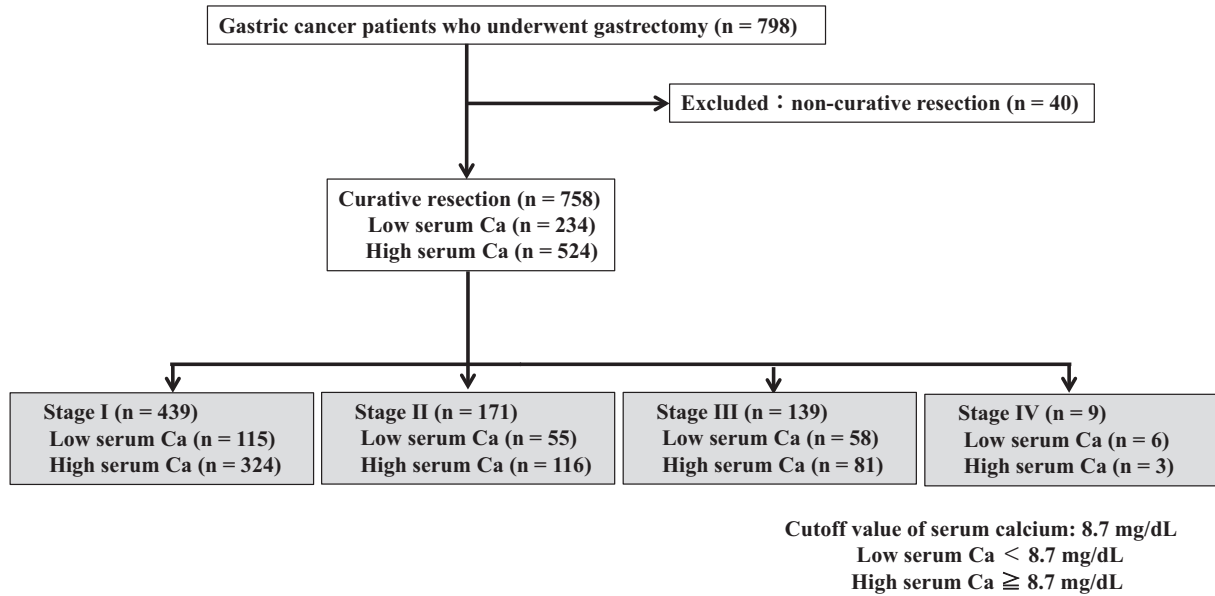 Gastric cancer patients who underwent gastrectomy (n = 798)
Excluded：non-curative resection (n = 40)
Curative resection (n = 758)
Low serum Ca (n = 234)
High serum Ca (n = 524)
Stage I (n = 439)
Low serum Ca (n = 115)
High serum Ca (n = 324)
Stage II (n = 171)
Low serum Ca (n = 55)
High serum Ca (n = 116)
Stage III (n = 139)
Low serum Ca (n = 58)
High serum Ca (n = 81)
Stage IV (n = 9)
Low serum Ca (n = 6)
High serum Ca (n = 3)
Cutoff value of serum calcium: 8.7 mg/dL
Low serum Ca ＜ 8.7 mg/dL
High serum Ca ≧ 8.7 mg/dL